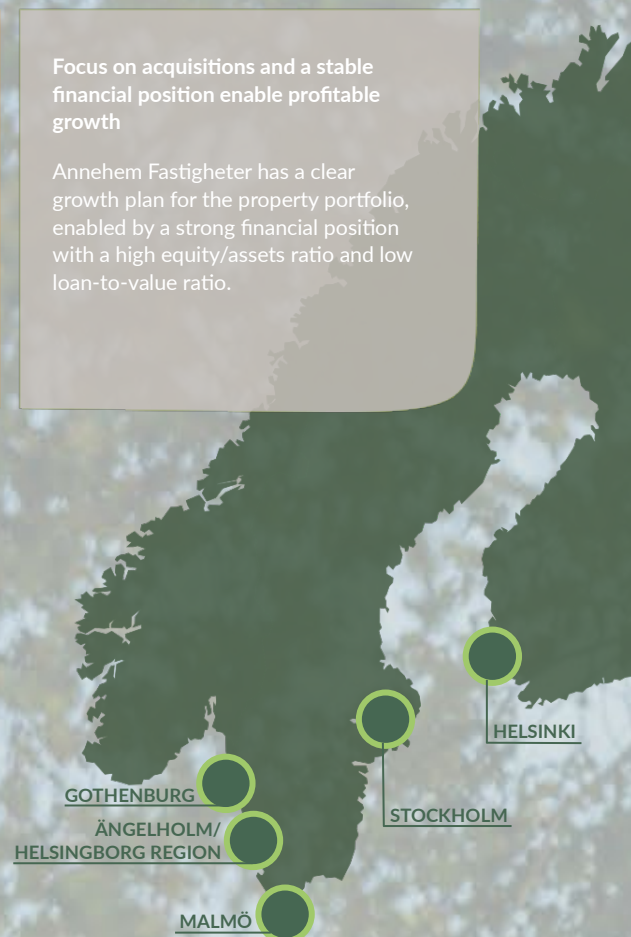 Focus on acquisitions and a stable
financial position enable profitable
growth
Annehem Fastigheter has a clear
growth plan for the property portfolio,
enabled by a strong financial position
with a high equity/assets ratio and low
loan-to-value ratio.
HELSINKI
GOTHENBURG
STOCKHOLM
ÄNGELHOLM/
HELSINGBORG REGION
MALMÖ